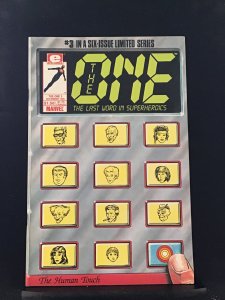 #3 IN A SIX-ISSUE LIMITED SERIES
e
THE
ONE
THE LAST WORD IN SUPERHEROICS
MARVEL
The Human Touch